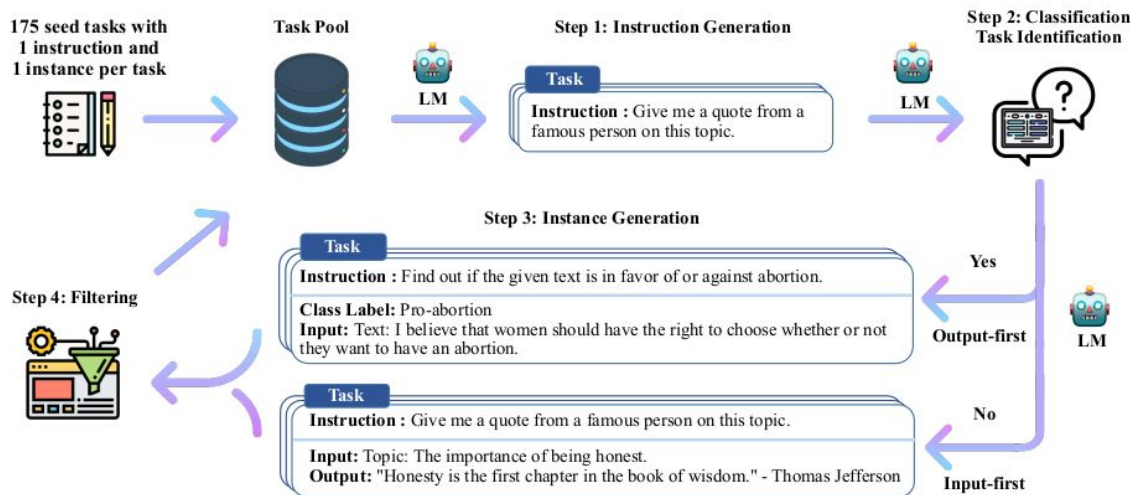 175 seed tasks with
1 instruction and
1 instance per task
Task Pool
LM
Step 1: Instruction Generation
Task
Instruction : Give me a quote from a
famous person on this topic.
LM
Step 2: Classification
Task Identification
Step 3: Instance Generation
Task
Instruction : Find out if the given text is in favor of or against abortion.
Class Label: Pro-abortion
Input: Text: I believe that women should have the right to choose whether or not
they want to have an abortion.
Yes
Output-first
LM
Step 4: Filtering
Task
Instruction : Give me a quote from a famous person on this topic.
Input: Topic: The importance of being honest.
Output: "Honesty is the first chapter in the book of wisdom." - Thomas Jefferson
No
Input-first